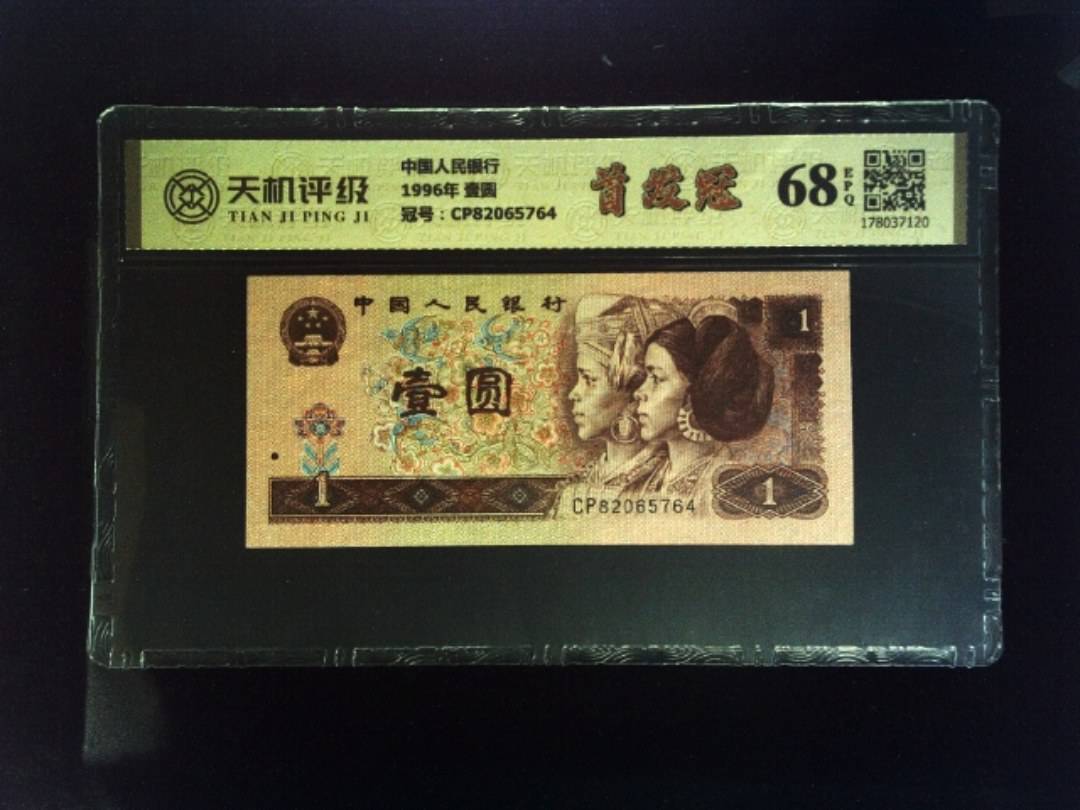 天机评级
TIAN JI PING JI
中国人民银行
1996年 壹圆
冠号：CP82065764
首发冠
68
EPQ
178037120
中国人民银行
1
壹圆
1
CP82065764
1